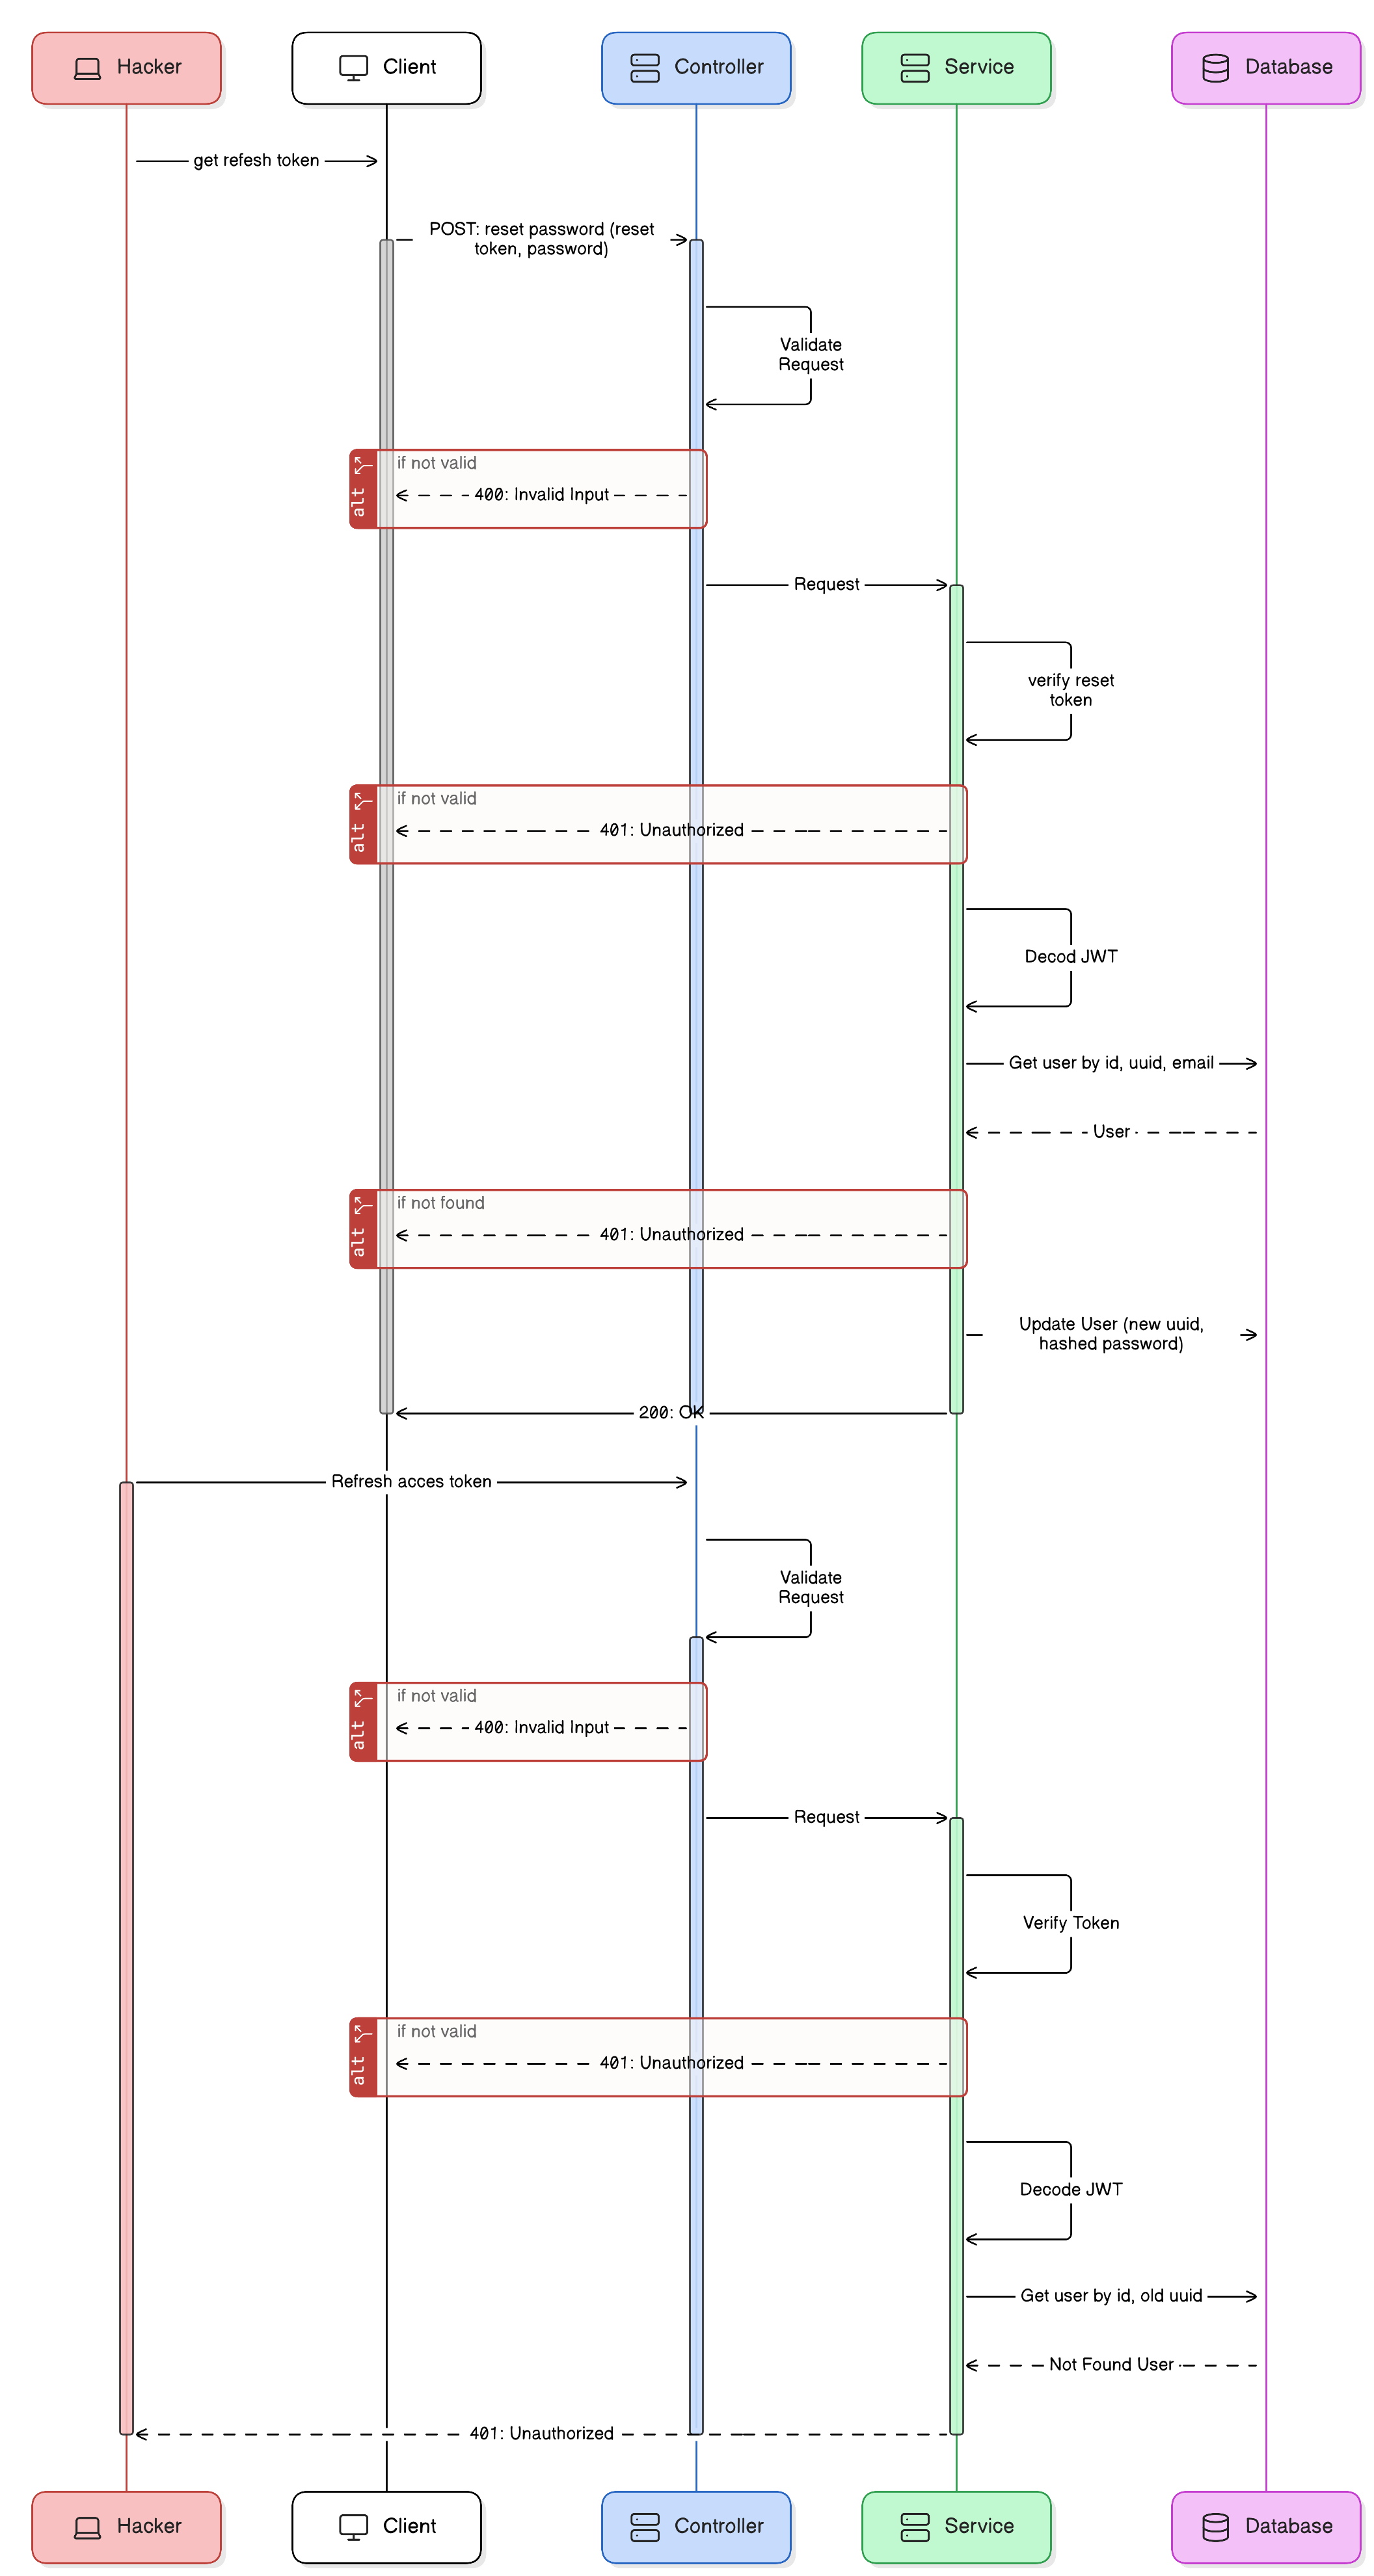 Hacker
Client
Controller
Service
Database
get refesh token
POST: reset password (reset
token, password)
Validate
Request
alt
if not valid
400: Invalid Input
Request
verify reset
token
alt
if not valid
401: Unauthorized
Decod JWT
Get user by id, uuid, email
User
alt
if not found
401: Unauthorized
Update User (new uuid,
hashed password)
200: OK
Refresh acces token
Validate
Request
alt
if not valid
400: Invalid Input
Request
Verify Token
alt
if not valid
401: Unauthorized
Decode JWT
Get user by id, old uuid
Not Found User
401: Unauthorized
Hacker
Client
Controller
Service
Database